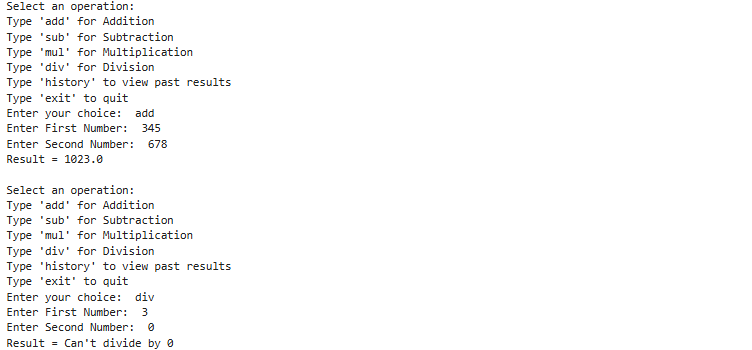 Select an operation:
Type 'add' for Addition
Type 'sub' for Subtraction
Type 'mul' for Multiplication
Type 'div' for Division
Type 'history' to view past results
Type 'exit' to quit
Enter your choice:  add
Enter First Number:  345
Enter Second Number:  678
Result = 1023.0

Select an operation:
Type 'add' for Addition
Type 'sub' for Subtraction
Type 'mul' for Multiplication
Type 'div' for Division
Type 'history' to view past results
Type 'exit' to quit
Enter your choice:  div
Enter First Number:  3
Enter Second Number:  0
Result = Can't divide by 0